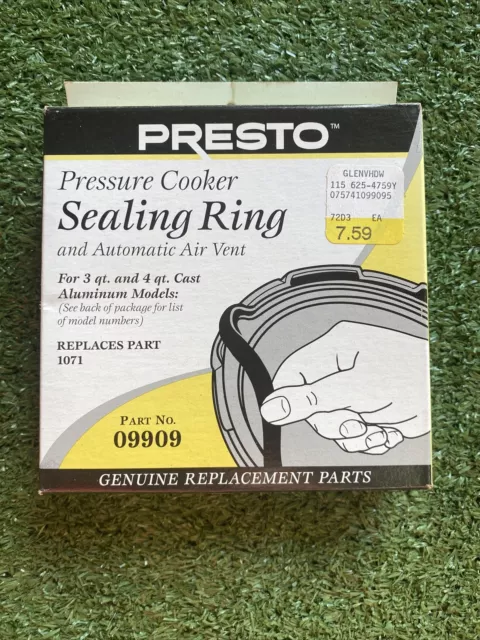 PRESTO™
Pressure Cooker
Sealing Ring
and Automatic Air Vent
GLENVHDW
115 625-4759Y
075741099095
72D3 EA
7.59
For 3 qt. and 4 qt. Cast
Aluminum Models:
(See back of package for list
of model numbers)
REPLACES PART
1071
PART NO.
09909
GENUINE REPLACEMENT PARTS